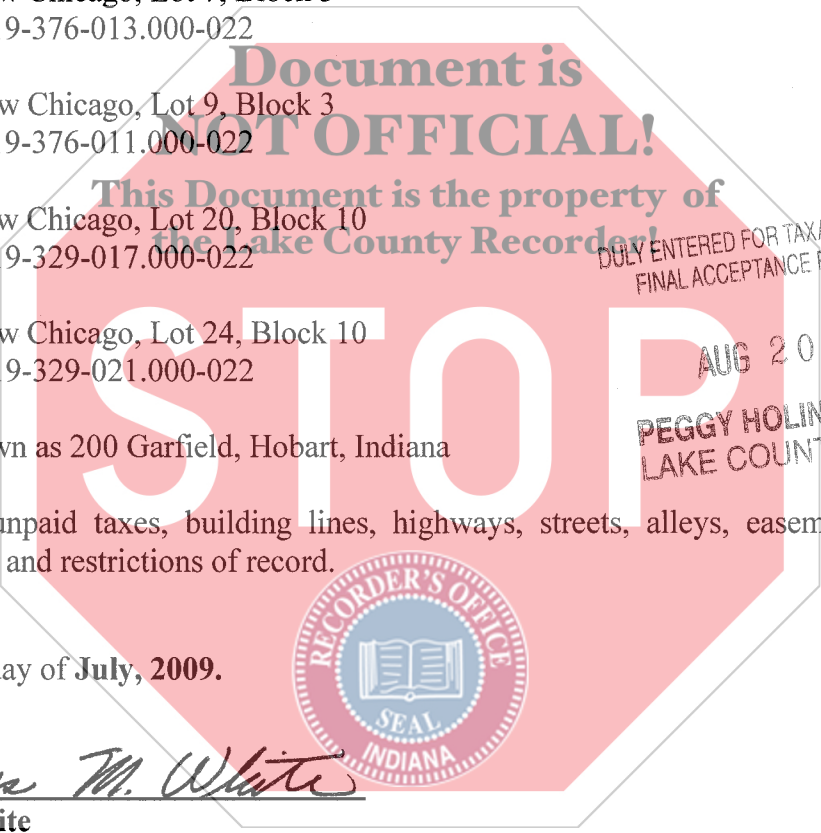 w Chicago, Lot 7, Block 3
9-376-013.000-022
Document is
w Chicago, Lot 9, Block 3
NOT OFFICIAL!
9-376-011.000-022
This Document is the property of
w Chicago, Lot 20, Block 10
the Lake County Recorder!
9-329-017.000-022
DULY ENTERED FOR TAXA
FINAL ACCEPTANCE F
w Chicago, Lot 24, Block 10
9-329-021.000-022
AUG 20
STOP
PEGGY HOLIN
LAKE COUNT
wn as 200 Garfield, Hobart, Indiana
unpaid taxes, building lines, highways, streets, alleys, easem
and restrictions of record.
RECORDER'S OFFICE
SEAL
INDIANA
day of July, 2009.
s M. White
ite